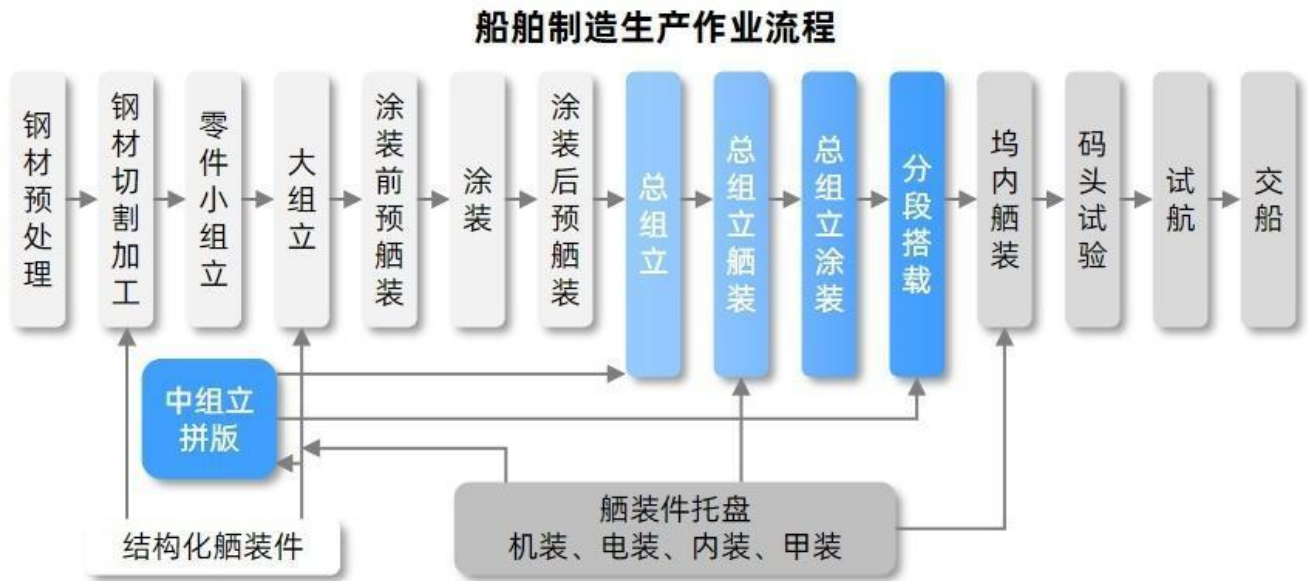 船舶制造生产作业流程
钢材预处理
钢材切割加工
零件小组立
大组立
涂装前预舾装
涂装
涂装后预舾装
总组立
总组立舾装
总组立涂装
分段搭载
坞内舾装
码头试验
试航
交船
中组立
拼版
结构化舾装件
舾装件托盘
机装、电装、内装、甲装